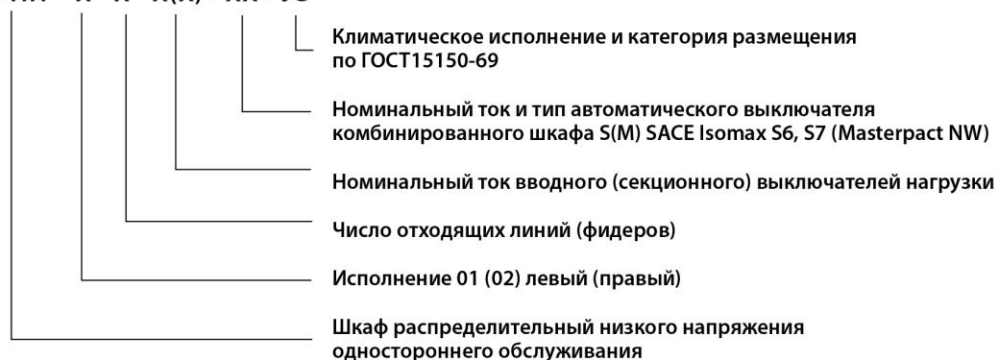 Климатическое исполнение и категория размещения
по ГОСТ15150-69
Номинальный ток и тип автоматического выключателя
комбинированного шкафа S(M) SACE Isomax S6, S7 (Masterpact NW)
Номинальный ток вводного (секционного) выключателей нагрузки
Число отходящих линий (фидеров)
Исполнение 01 (02) левый (правый)
Шкаф распределительный низкого напряжения
одностороннего обслуживания